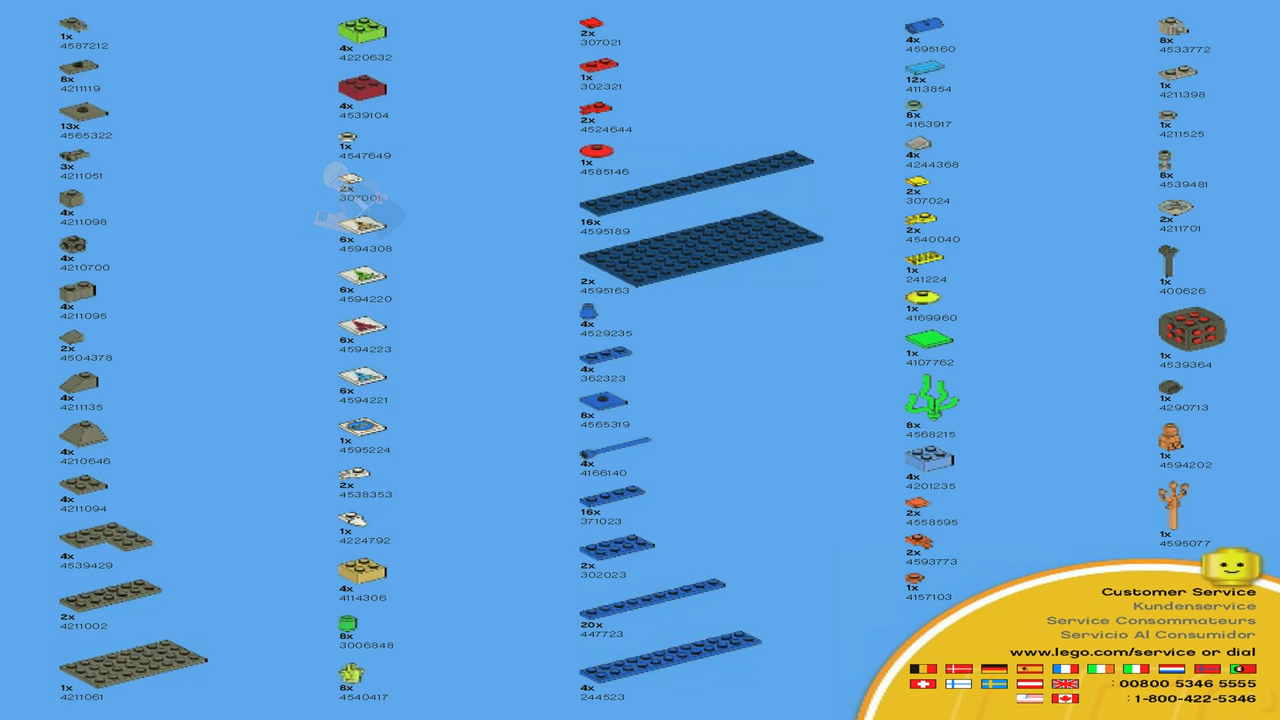 1x
4587212
8x
4211119
13x
4565322
3x
4211051
4x
4211098
4x
4210700
4x
4211095
2x
4504378
4x
4211135
4x
4210646
4x
4211094
4x
4539429
2x
4211002
1x
4211061
4x
4220632
4x
4539104
1x
4547649
2x
307001
6x
4594308
6x
4594220
6x
4594223
6x
4594221
1x
4595224
2x
4538353
1x
4224792
4x
4114306
8x
3006848
8x
4540417
2x
307021
1x
302321
2x
4524644
1x
4585146
16x
4595189
2x
4595163
4x
4529235
4x
362323
8x
4565319
4x
4166140
16x
371023
2x
302023
20x
447723
4x
244523
4x
4595160
12x
4113854
8x
4163917
4x
4244368
2x
307024
2x
4540040
1x
241224
1x
4169960
1x
4107762
8x
4568215
4x
4201235
2x
4558595
2x
4593773
1x
4157103
8x
4533772
1x
4211398
1x
4211525
8x
4539481
2x
4211701
1x
400626
1x
4539364
1x
4290713
1x
4594202
1x
4595077
Customer Service
Kundenservice
Service Consommateurs
Servicio Al Consumidor
www.lego.com/service or dial
: 00800 5346 5555
: 1-800-422-5346